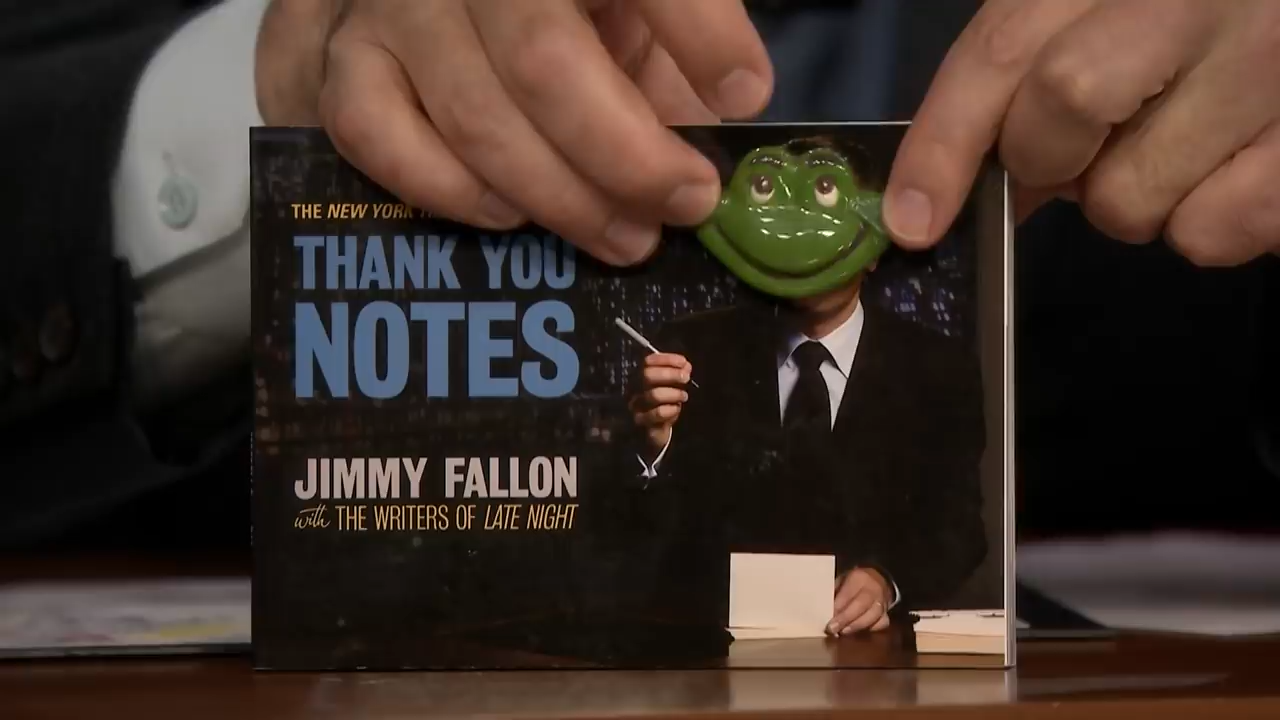 THE NEW YORK
THANK YOU
NOTES
JIMMY FALLON
with THE WRITERS OF LATE NIGHT